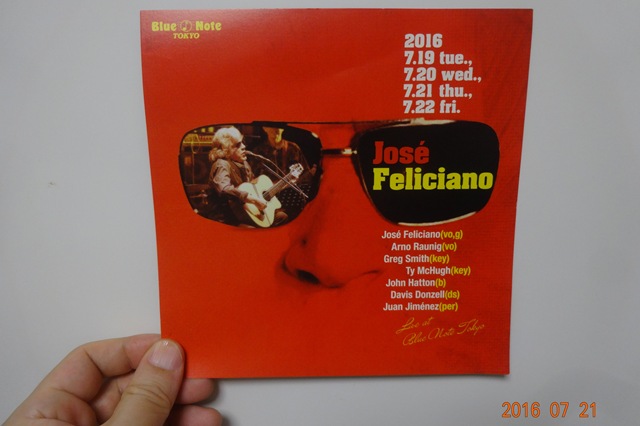 Blue Note
TOKYO
2016
7.19 tue.,
7.20 wed.,
7.21 thu.,
7.22 fri.
José
Feliciano
José Feliciano(vo,g)
Arno Raunig(vo)
Greg Smith(key)
Ty McHugh(key)
John Hatton(b)
Davis Donzell(ds)
Juan Jiménez(per)
Live at
Blue Note Tokyo
2016 07 21